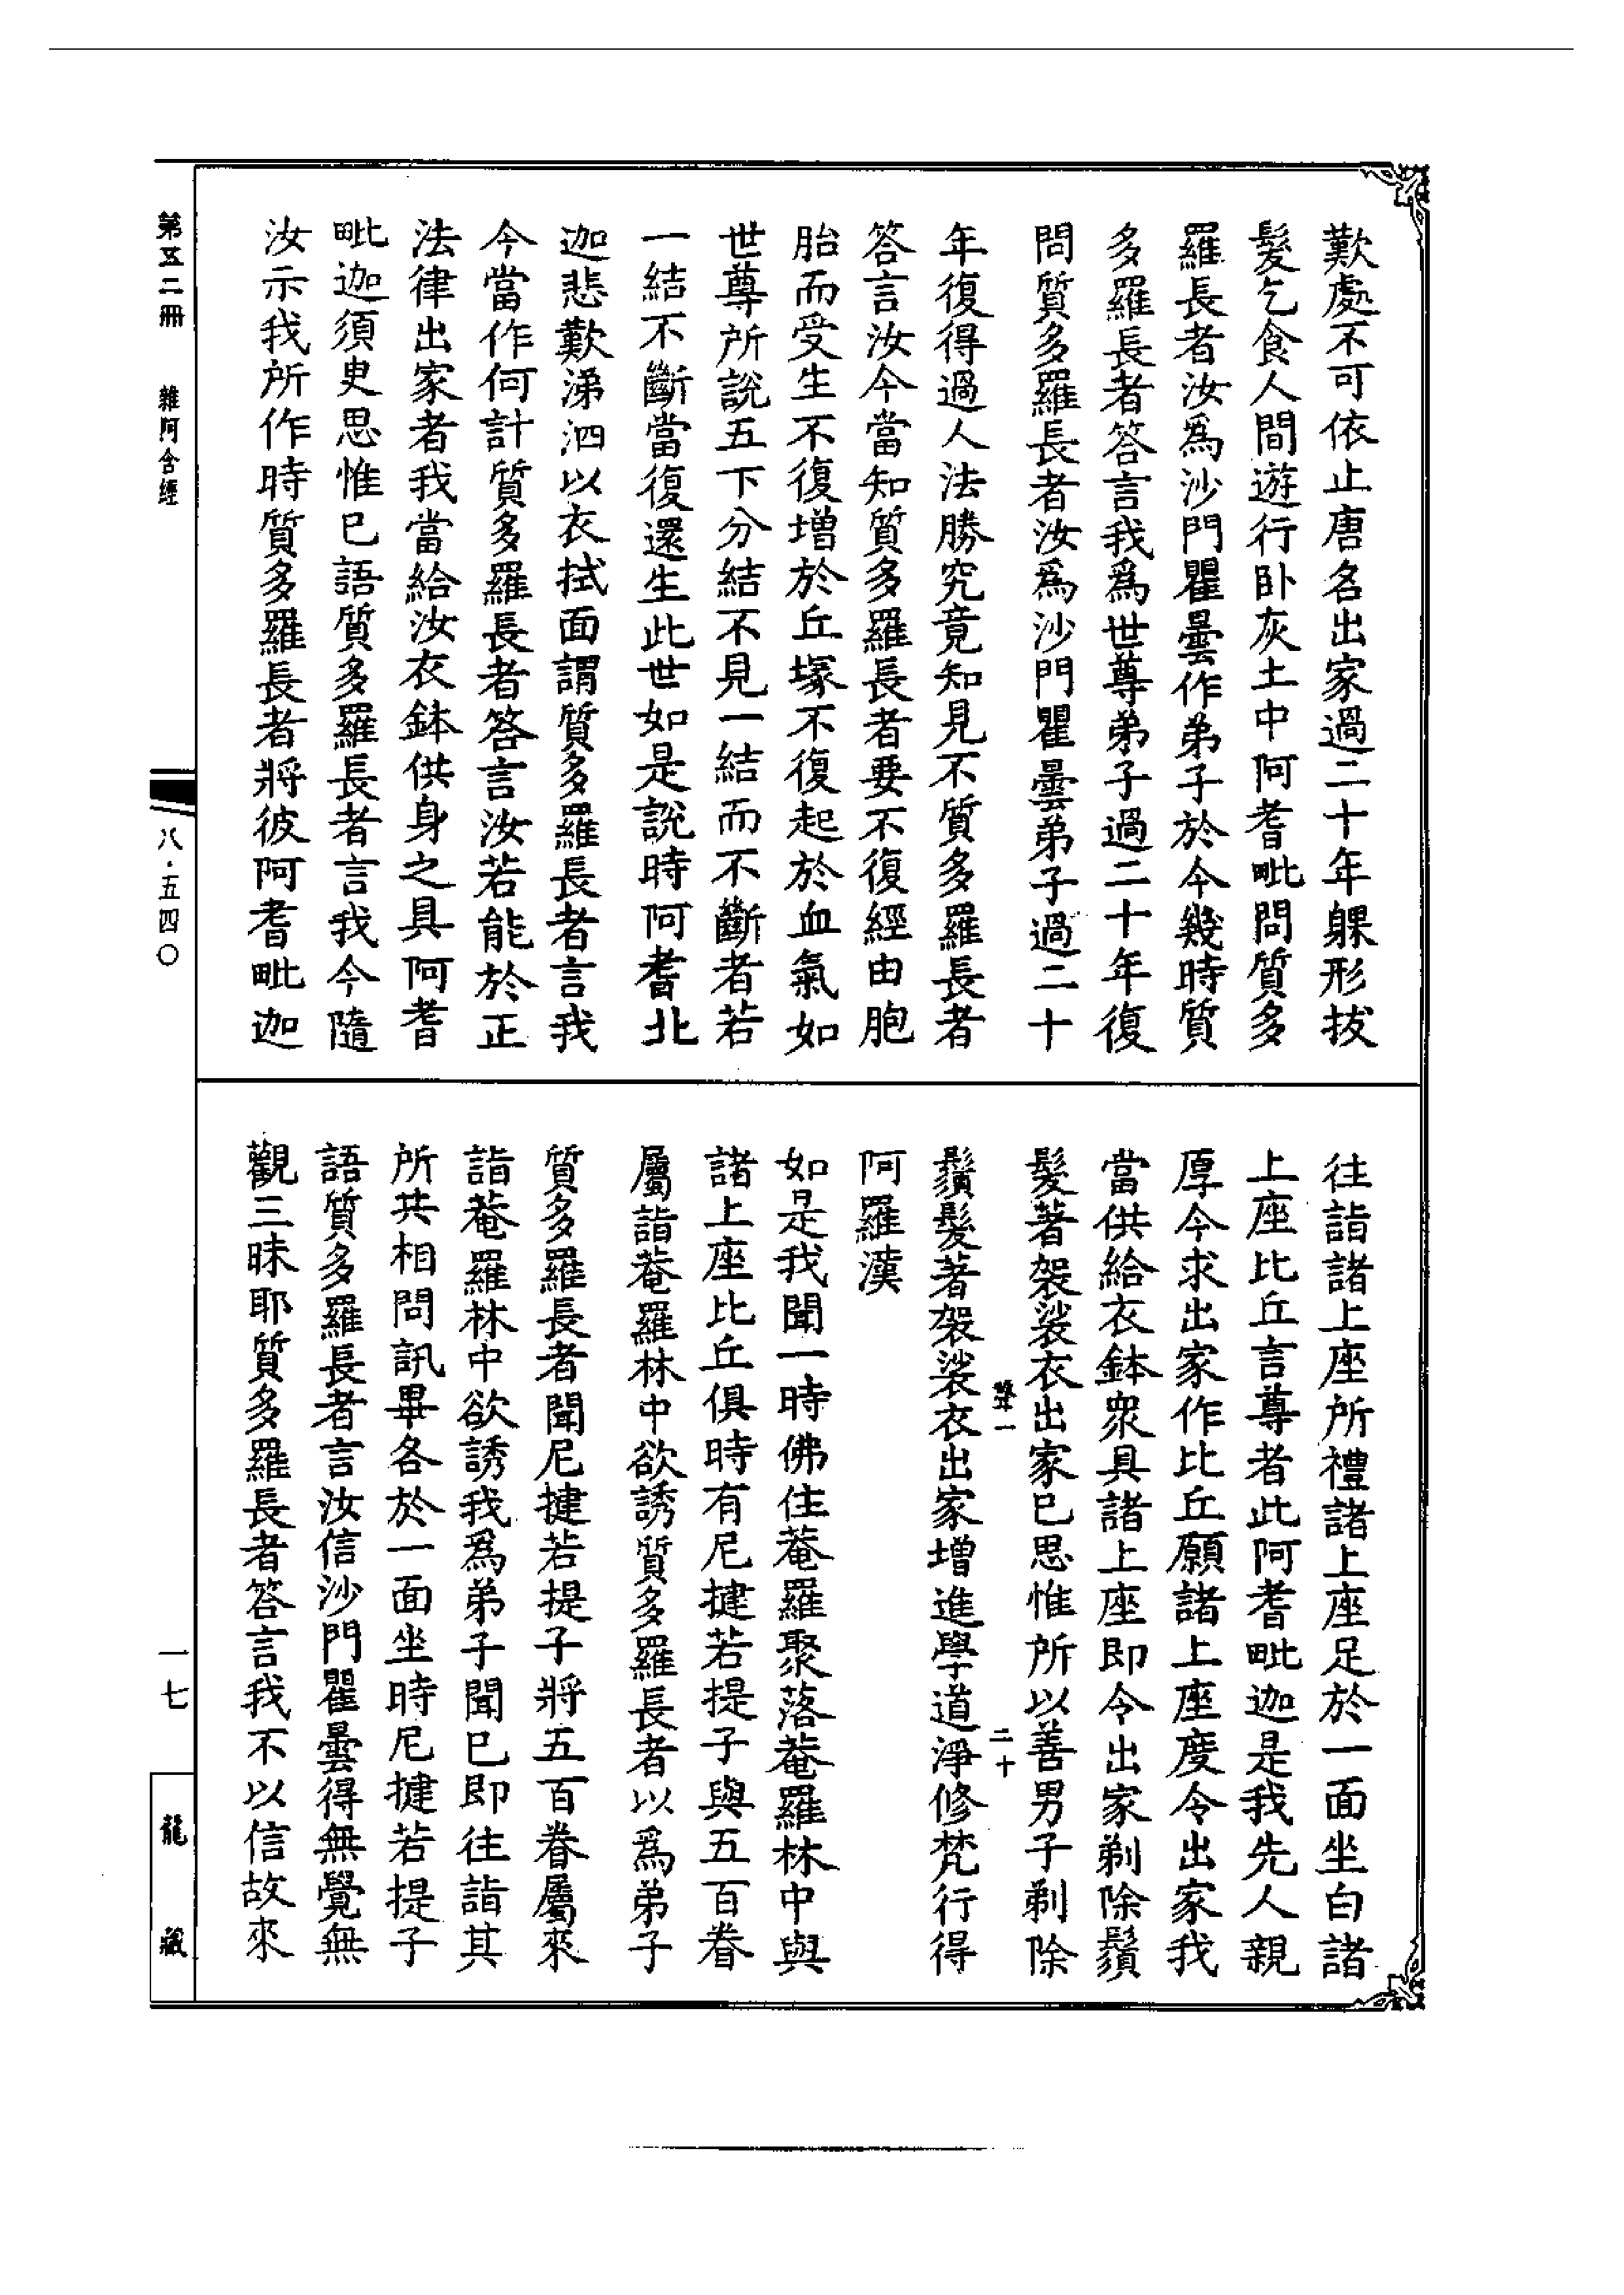 歎處不可依止唐名出家過二十年躶形拔
髮乞食人間遊行卧灰土中阿耆毗問質多
羅長者汝爲沙門瞿曇作弟子於今幾時質
多羅長者答言我爲世尊弟子過二十年復
問質多羅長者汝爲沙門瞿曇弟子過二十
年復得過人法勝究竟知見不質多羅長者
答言汝今當知質多羅長者要不復經由胞
胎而受生不復增於丘塚不復起於血氣如
世尊所說五下分結不見一結而不斷者若
一結不斷當復還生此世如是說時阿耆北
迦悲歎涕泗以衣拭面謂質多羅長者言我
今當作何計質多羅長者答言汝若能於正
法律出家者我當給汝衣鉢供身之具阿耆
毗迦須臾思惟已語質多羅長者言我今隨
汝示我所作時質多羅長者將彼阿耆毗迦
往詣諸上座所禮諸上座足於一面坐白諸
上座比丘言尊者此阿耆毗迦是我先人親
厚今求出家作比丘願諸上座度令出家我
當供給衣鉢衆具諸上座即令出家剃除鬚
髮著袈裟衣出家已思惟所以善男子剃除
二十
鬚髮著袈裟衣出家增進學道淨修梵行得
阿羅漢
如是我聞一時佛住菴羅聚落菴羅林中與
諸上座比丘俱時有尼揵若提子與五百眷
屬詣菴羅林中欲誘質多羅長者以爲弟子
質多羅長者聞尼揵若提子將五百眷屬來
詣菴羅林中欲誘我爲弟子聞已即往詣其
所共相問訊畢各於一面坐時尼揵若提子
語質多羅長者言汝信沙門瞿曇得無覺無
觀三昧耶質多羅長者答言我不以信故來
第五二冊 雜阿含經
八·五四〇
一七
龍藏